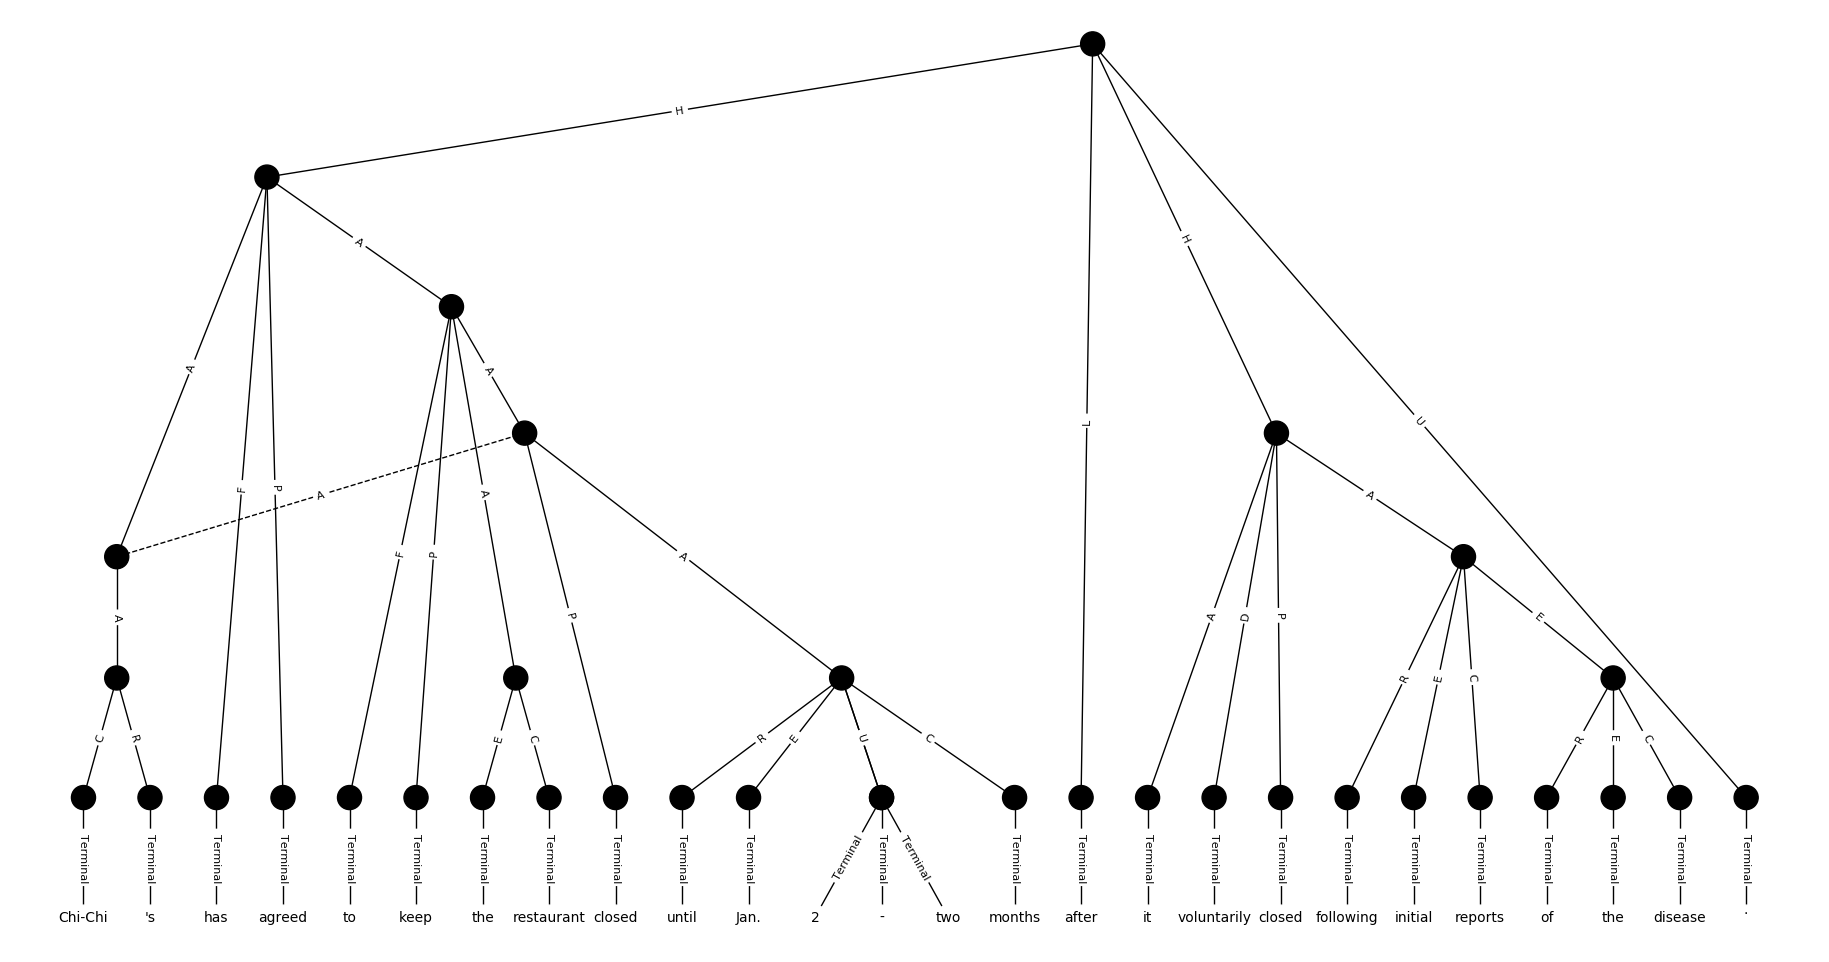 H
A
A
A
L
H
U
F
P
A
A
A
F
P
A
P
A
A
D
P
R
E
C
E
C
R
E
C
R
E
U
C
R
E
C
Terminal Terminal Terminal Terminal Terminal Terminal Terminal Terminal Terminal Terminal Terminal Terminal Terminal Terminal Terminal Terminal Terminal Terminal Terminal Terminal Terminal Terminal Terminal Terminal Terminal Terminal
Chi-Chi 's has agreed to keep the restaurant closed until Jan. 2 - two months after it voluntarily closed following initial reports of the disease .